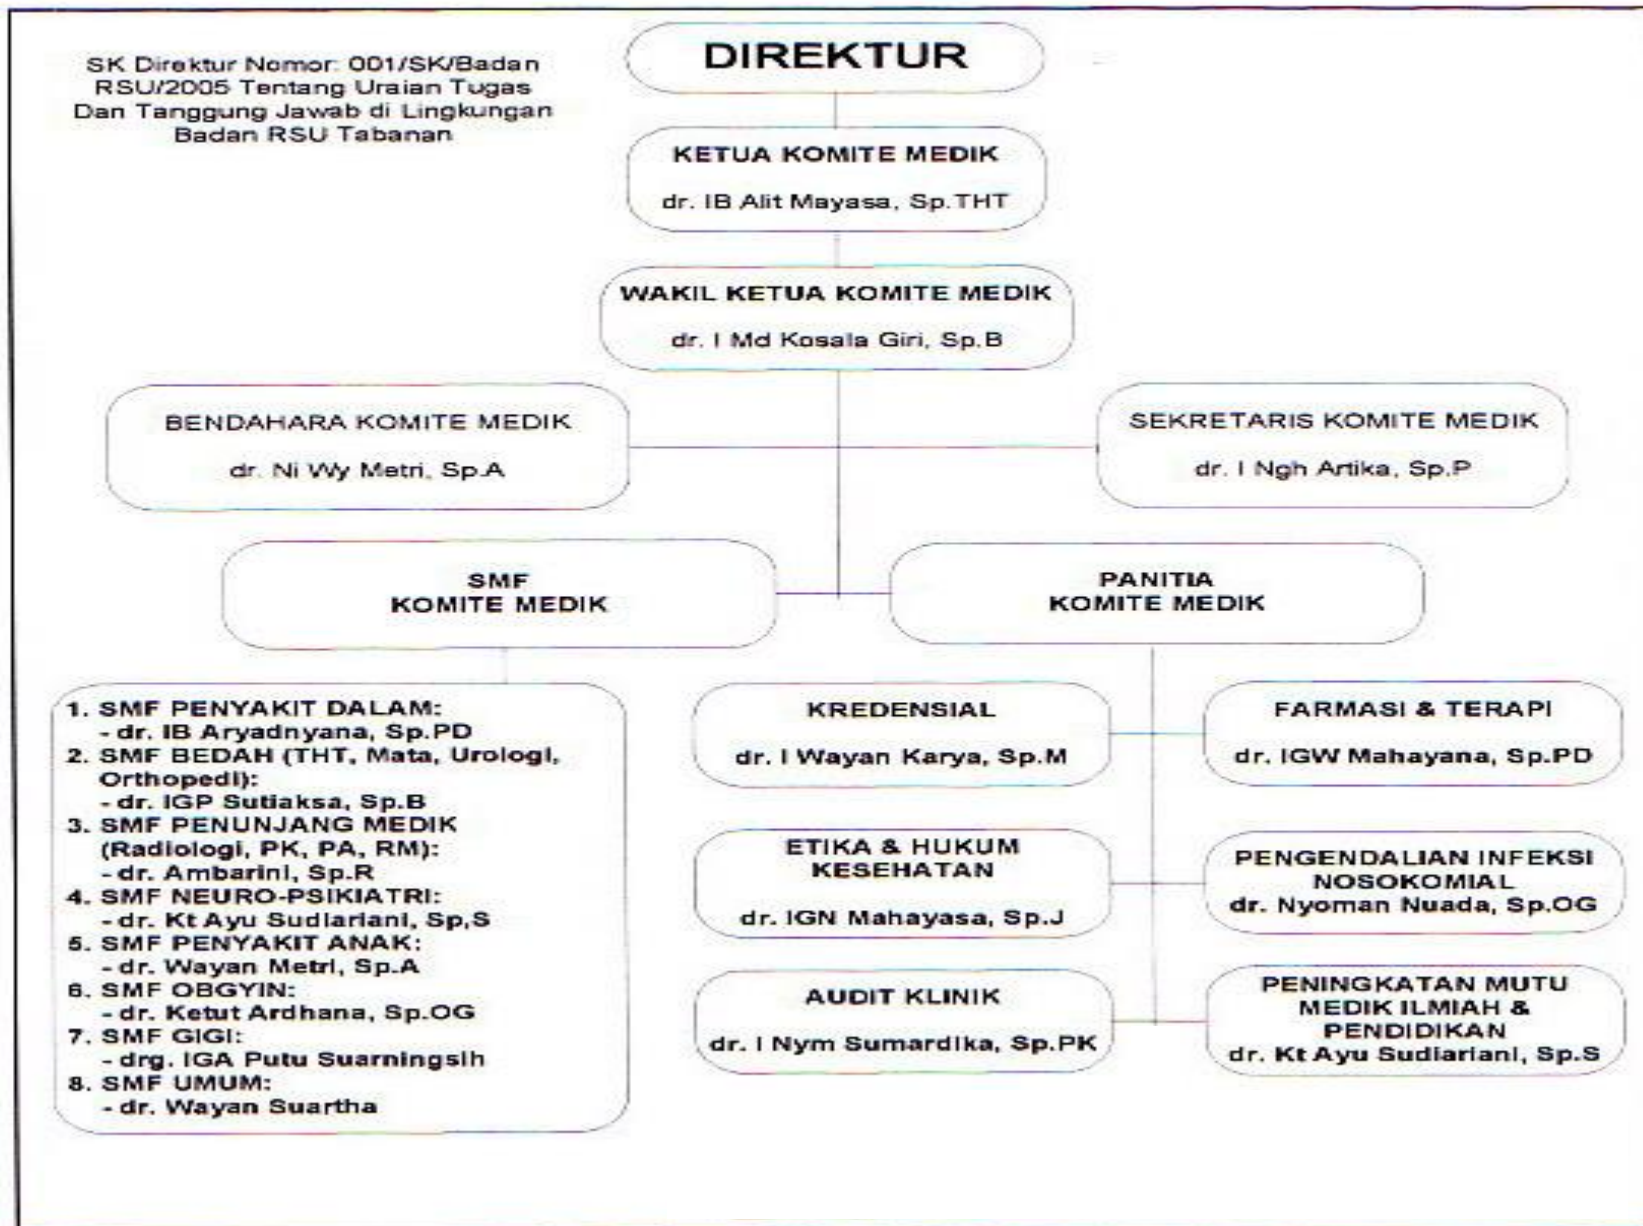 SK Direktur Nomor: 001/SK/Badan
RSU/2005 Tentang Uraian Tugas
Dan Tanggung Jawab di Lingkungan
Badan RSU Tabanan
DIREKTUR
KETUA KOMITE MEDIK
dr. IB Alit Mayasa, Sp.THT
WAKIL KETUA KOMITE MEDIK
dr. I Md Kosala Giri, Sp.B
BENDAHARA KOMITE MEDIK
dr. Ni Wy Metri, Sp.A
SEKRETARIS KOMITE MEDIK
dr. I Ngh Artika, Sp.P
SMF
KOMITE MEDIK
PANITIA
KOMITE MEDIK
1. SMF PENYAKIT DALAM:
- dr. IB Aryadnyana, Sp.PD
2. SMF BEDAH (THT, Mata, Urologi,
Orthopedi):
- dr. IGP Sutiaksa, Sp.B
3. SMF PENUNJANG MEDIK
(Radiologi, PK, PA, RM):
- dr. Ambarini, Sp.R
4. SMF NEURO-PSIKIATRI:
- dr. Kt Ayu Sudiariani, Sp,S
5. SMF PENYAKIT ANAK:
- dr. Wayan Metri, Sp.A
6. SMF OBGYIN:
- dr. Ketut Ardhana, Sp.OG
7. SMF GIGI:
- drg. IGA Putu Suarningsih
8. SMF UMUM:
- dr. Wayan Suartha
KREDENSIAL
dr. I Wayan Karya, Sp.M
FARMASI & TERAPI
dr. IGW Mahayana, Sp.PD
ETIKA & HUKUM
KESEHATAN
dr. IGN Mahayasa, Sp.J
PENGENDALIAN INFEKSI
NOSOKOMIAL
dr. Nyoman Nuada, Sp.OG
AUDIT KLINIK
dr. I Nym Sumardika, Sp.PK
PENINGKATAN MUTU
MEDIK ILMIAH &
PENDIDIKAN
dr. Kt Ayu Sudiariani, Sp.S